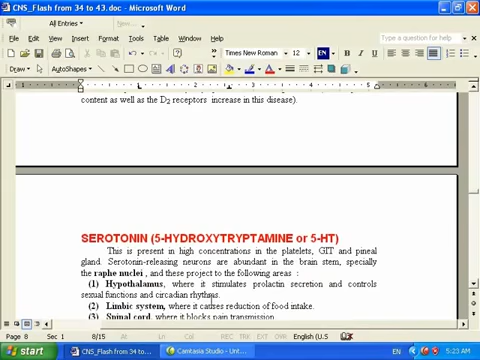 CNS_Flash from 34 to 43.doc - Microsoft Word
All Entries
New...
File Edit View Insert Format Tools Table Window Help
Type a question for help
Times New Roman 12 EN
Draw AutoShapes
content as well as the D2 receptors increase in this disease).
SEROTONIN (5-HYDROXYTRYPTAMINE or 5-HT)
This is present in high concentrations in the platelets, GIT and pineal
gland. Serotonin-releasing neurons are abundant in the brain stem, specially
the raphe nuclei , and these project to the following areas :
(1) Hypothalamus, where it stimulates prolactin secretion and controls
sexual functions and circadian rhythms.
(2) Limbic system, where it causes reduction of food intake.
(3) Spinal cord, where it blocks pain transmission.
Page 8 Sec 1 8/15 REC TRK EXT OVR English (U.S
start CNS_Flash from 34 to... Camtasia Studio - Unt... EN 5:23 AM